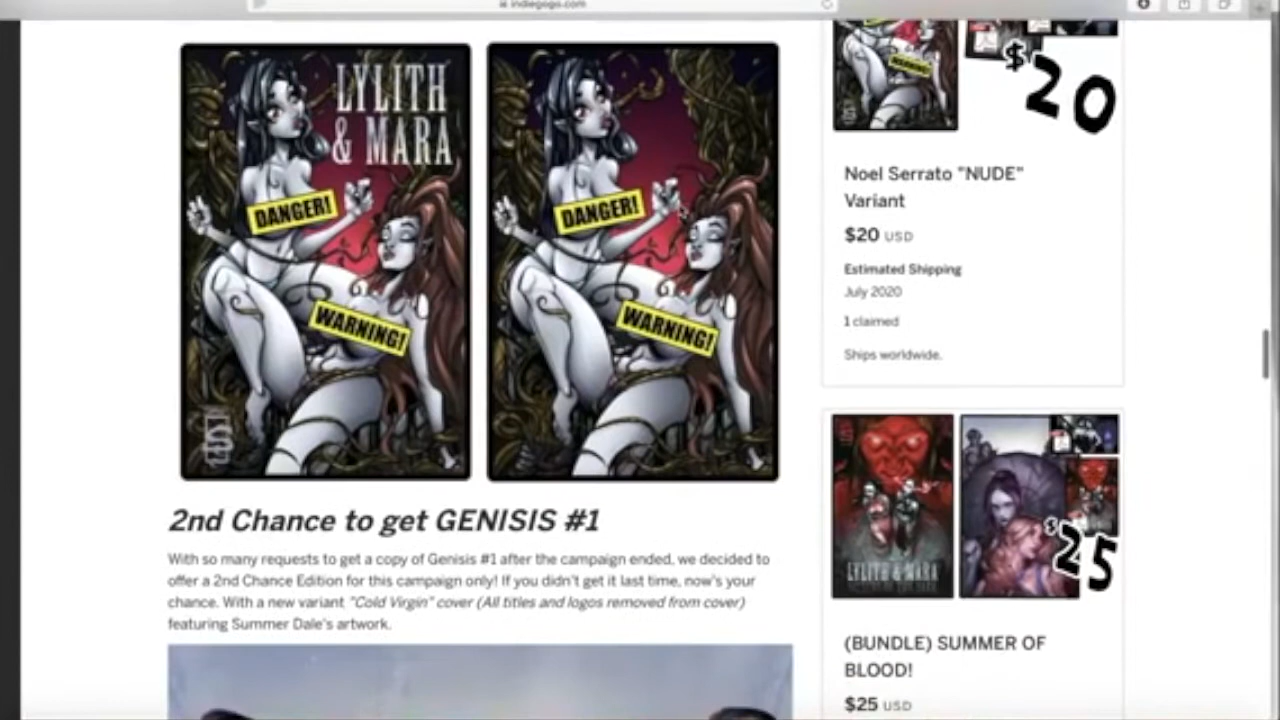 indiegogo.com
LYLITH
& MARA
DANGER!
WARNING!
DANGER!
WARNING!
2nd Chance to get GENISIS #1
With so many requests to get a copy of Genisis #1 after the campaign ended, we decided to
offer a 2nd Chance Edition for this campaign only! If you didn't get it last time, now's your
chance. With a new variant "Cold Virgin" cover (All titles and logos removed from cover)
featuring Summer Dale's artwork.
WARNING!
$20
Noel Serrato "NUDE"
Variant
$20 USD
Estimated Shipping
July 2020
1 claimed
Ships worldwide.
LYLITH & MARA
$25
(BUNDLE) SUMMER OF
BLOOD!
$25 USD